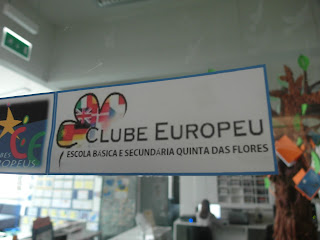 CLUBE EUROPEU
ESCOLA BÁSICA E SECUNDÁRIA QUINTA DAS FLORES